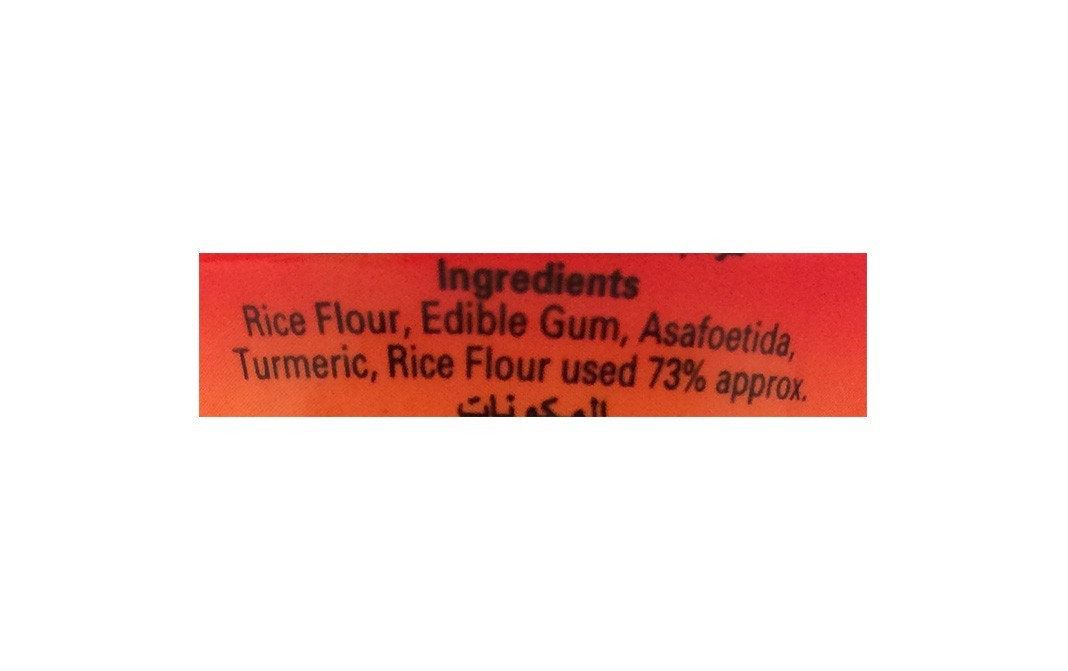 Ingredients
Rice Flour, Edible Gum, Asafoetida,
Turmeric, Rice Flour used 73% approx.
المكونات